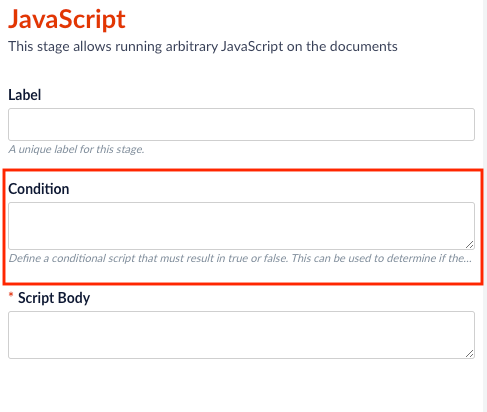 JavaScript
This stage allows running arbitrary JavaScript on the documents
Label
A unique label for this stage.
Condition
Define a conditional script that must result in true or false. This can be used to determine if the...
* Script Body